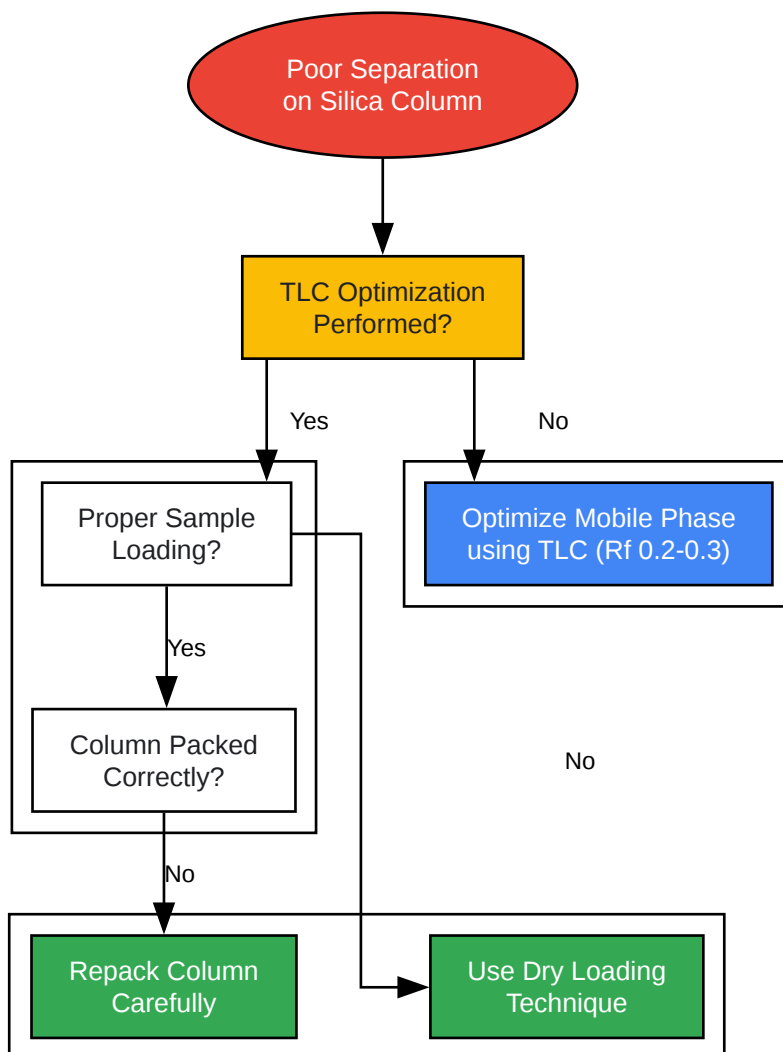 Poor Separation
on Silica Column
TLC Optimization
Performed?
Yes
No
Proper Sample
Loading?
Optimize Mobile Phase
using TLC (Rf 0.2-0.3)
Yes
Column Packed
Correctly?
No
No
Repack Column
Carefully
Use Dry Loading
Technique